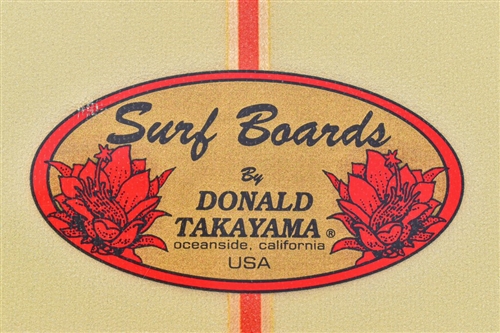 Surf Boards
By
DONALD
TAKAYAMA ®
oceanside, california
USA